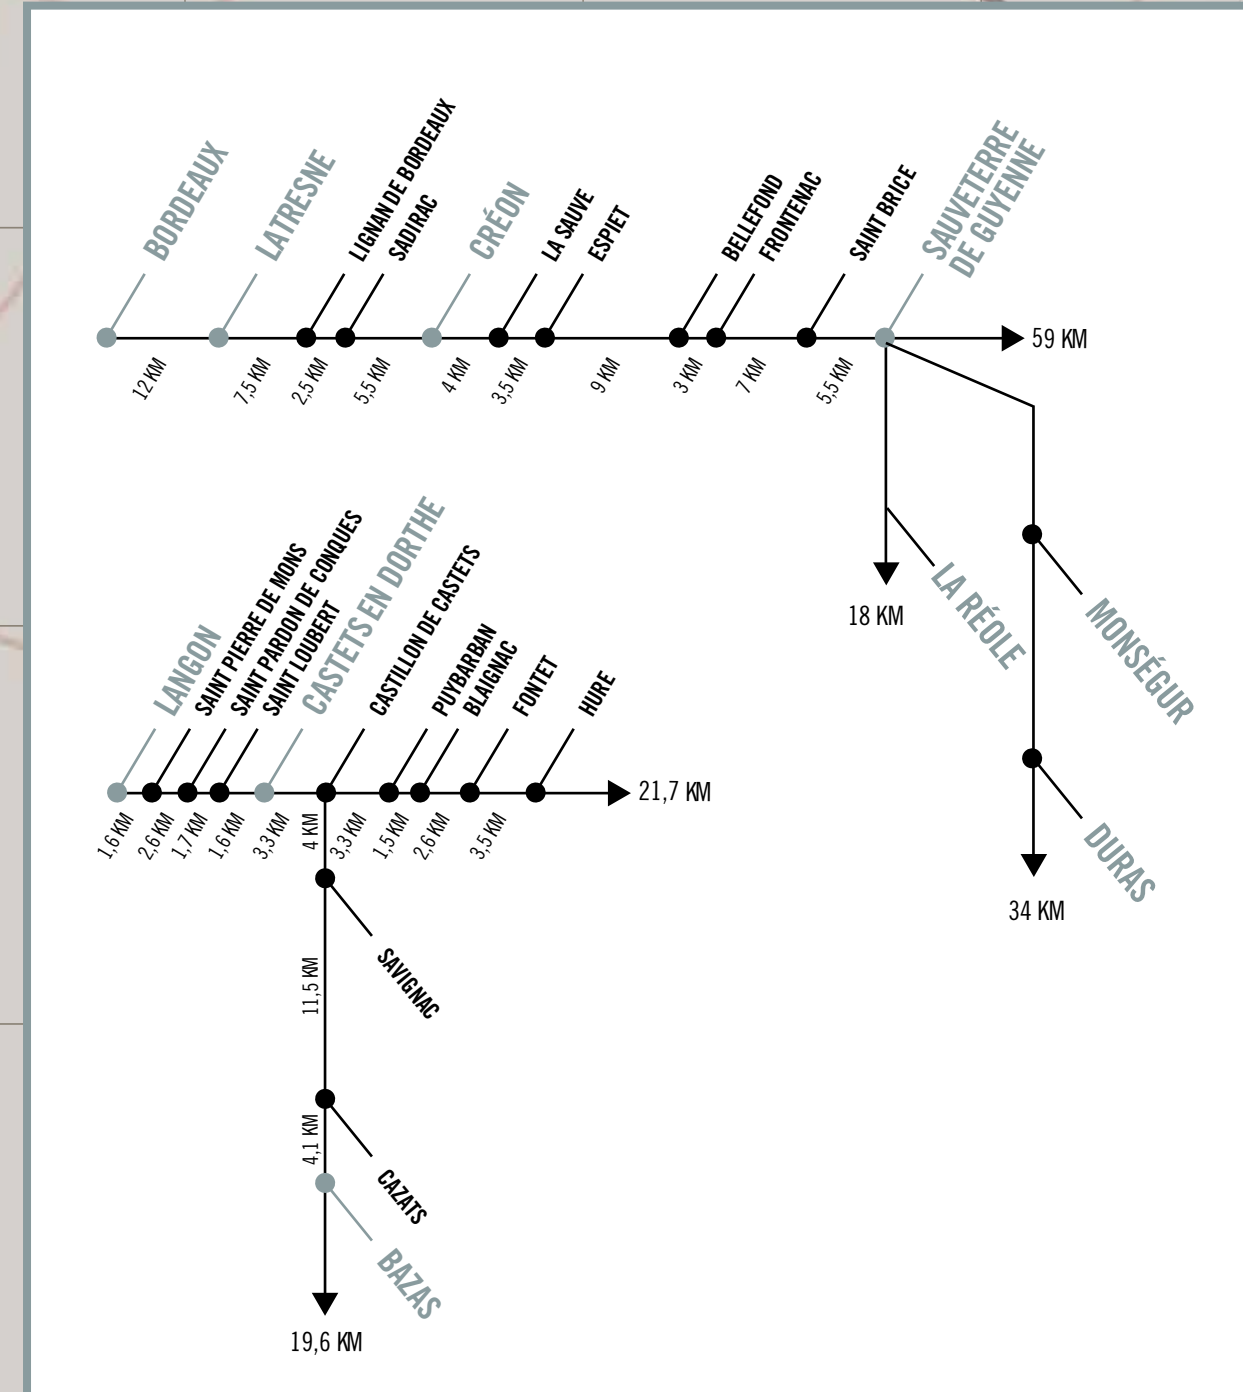 BORDEAUX
LATRESNE
LIGNAN DE BORDEAUX
SADIRAC
CRÉON
LA SAUVE
ESPIET
BELLEFOND
FRONTENAC
SAINT BRICE
SAUVETERRE
DE GUYENNE
59 KM
12 KM
7,5 KM
2,5 KM
5,5 KM
4 KM
3,5 KM
9 KM
3 KM
7 KM
5,5 KM
LA RÉOLE
18 KM
MONSÉGUR
DURAS
34 KM
LANGON
SAINT PIERRE DE MONS
SAINT PARDON DE CONQUES
SAINT LOUBERT
CASTETS EN DORTHE
CASTILLON DE CASTETS
PUYBARBAN
BLAIGNAC
FONTET
HURE
21,7 KM
1,6 KM
2,6 KM
1,7 KM
1,6 KM
3,3 KM
4 KM
3,3 KM
1,5 KM
2,6 KM
3,5 KM
SAVIGNAC
11,5 KM
CAZATS
4,1 KM
BAZAS
19,6 KM